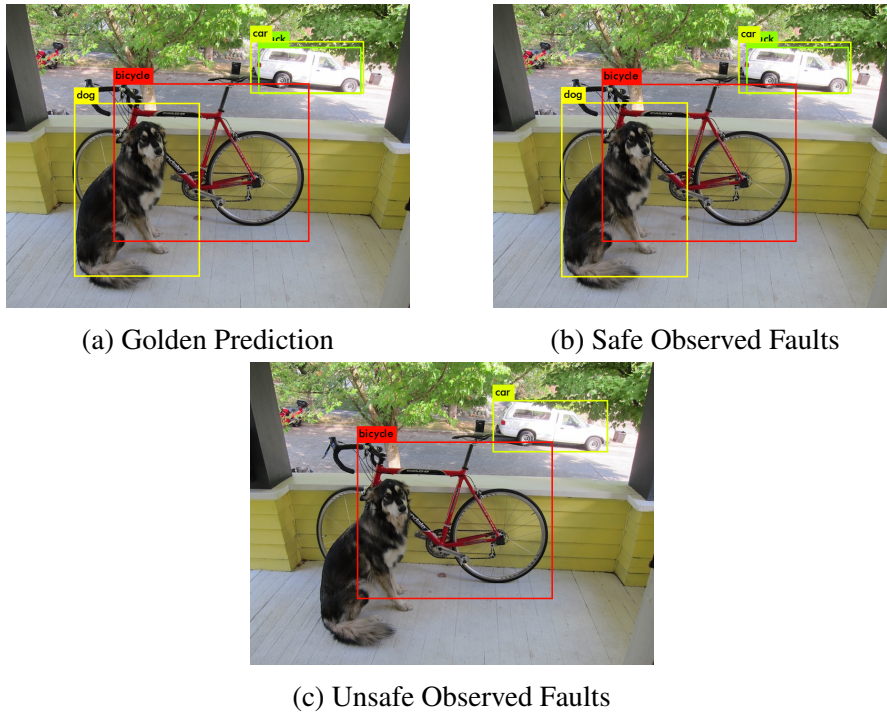 car
bicycle
dog
(a) Golden Prediction
car
bicycle
dog
(b) Safe Observed Faults
car
bicycle
(c) Unsafe Observed Faults